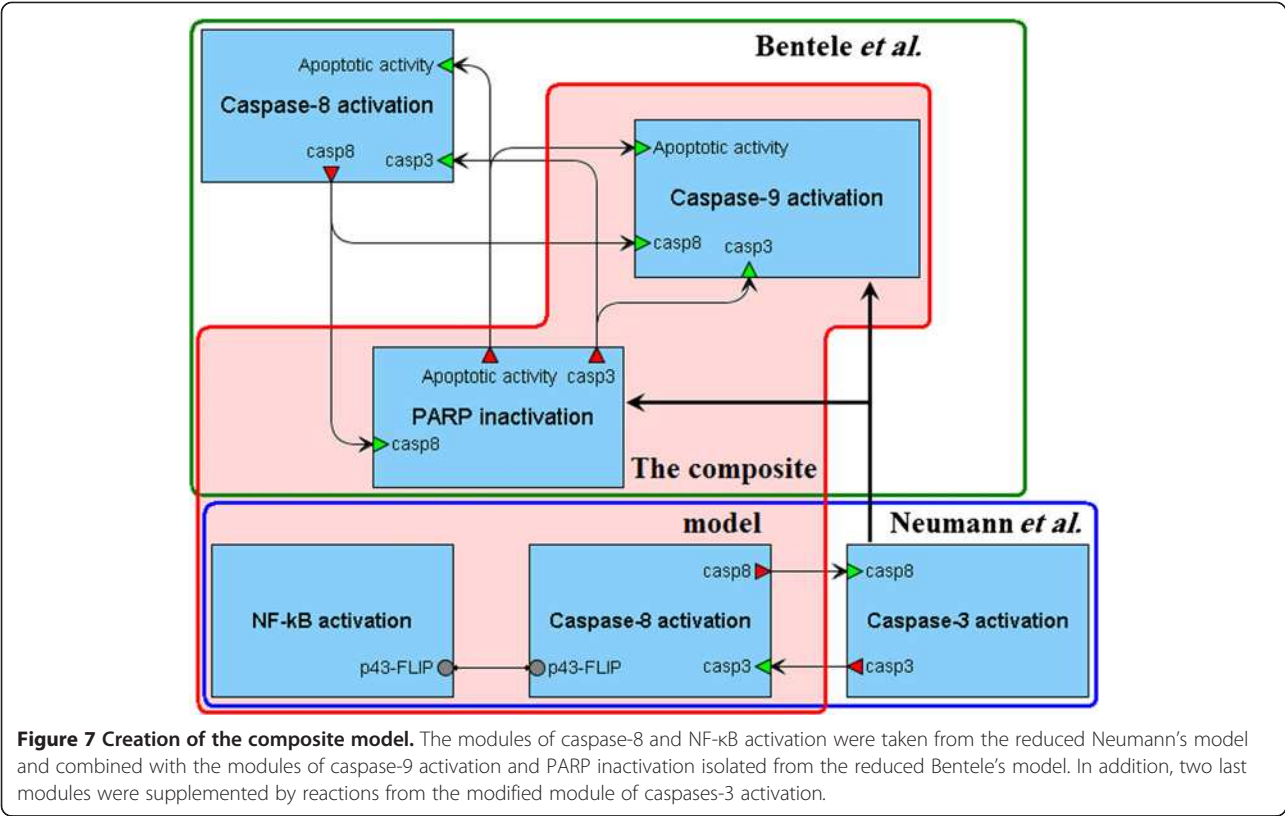 Bentele et al.
Apoptotic activity
Caspase-8 activation
casp8
casp3
Apoptotic activity
Caspase-9 activation
casp8
casp3
Apoptotic activity casp3
PARP inactivation
casp8
The composite
model
Neumann et al.
NF-kB activation
p43-FLIP
casp8
Caspase-8 activation
p43-FLIP
casp3
casp8
Caspase-3 activation
casp3
Figure 7 Creation of the composite model. The modules of caspase-8 and NF-κB activation were taken from the reduced Neumann’s model
and combined with the modules of caspase-9 activation and PARP inactivation isolated from the reduced Bentele’s model. In addition, two last
modules were supplemented by reactions from the modified module of caspases-3 activation.